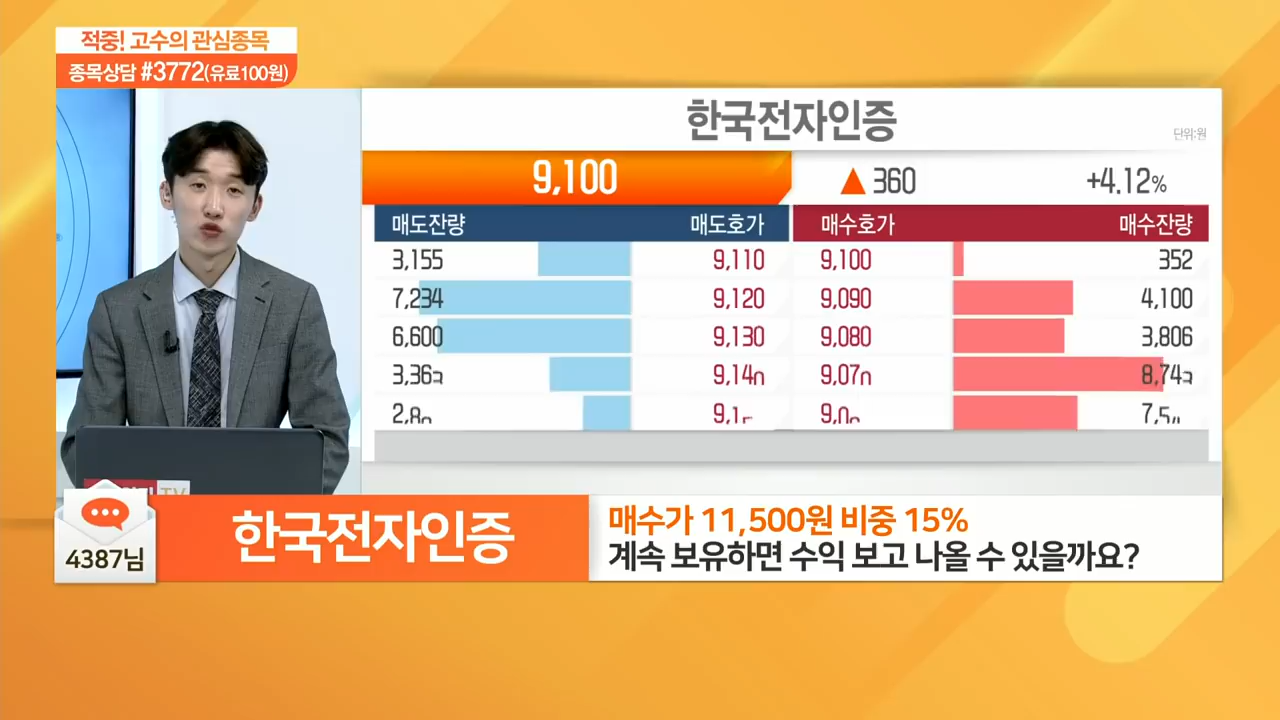 적중! 고수의 관심종목
종목상담 #3772(유료100원)
한국전자인증
단위:원
9,100 ▲ 360 +4.12%
매도잔량 매도호가 매수호가 매수잔량
3,155 9,110 9,100 352
7,234 9,120 9,090 4,100
6,600 9,130 9,080 3,806
TV
4387님
한국전자인증
매수가 11,500원 비중 15%
계속 보유하면 수익 보고 나올 수 있을까요?